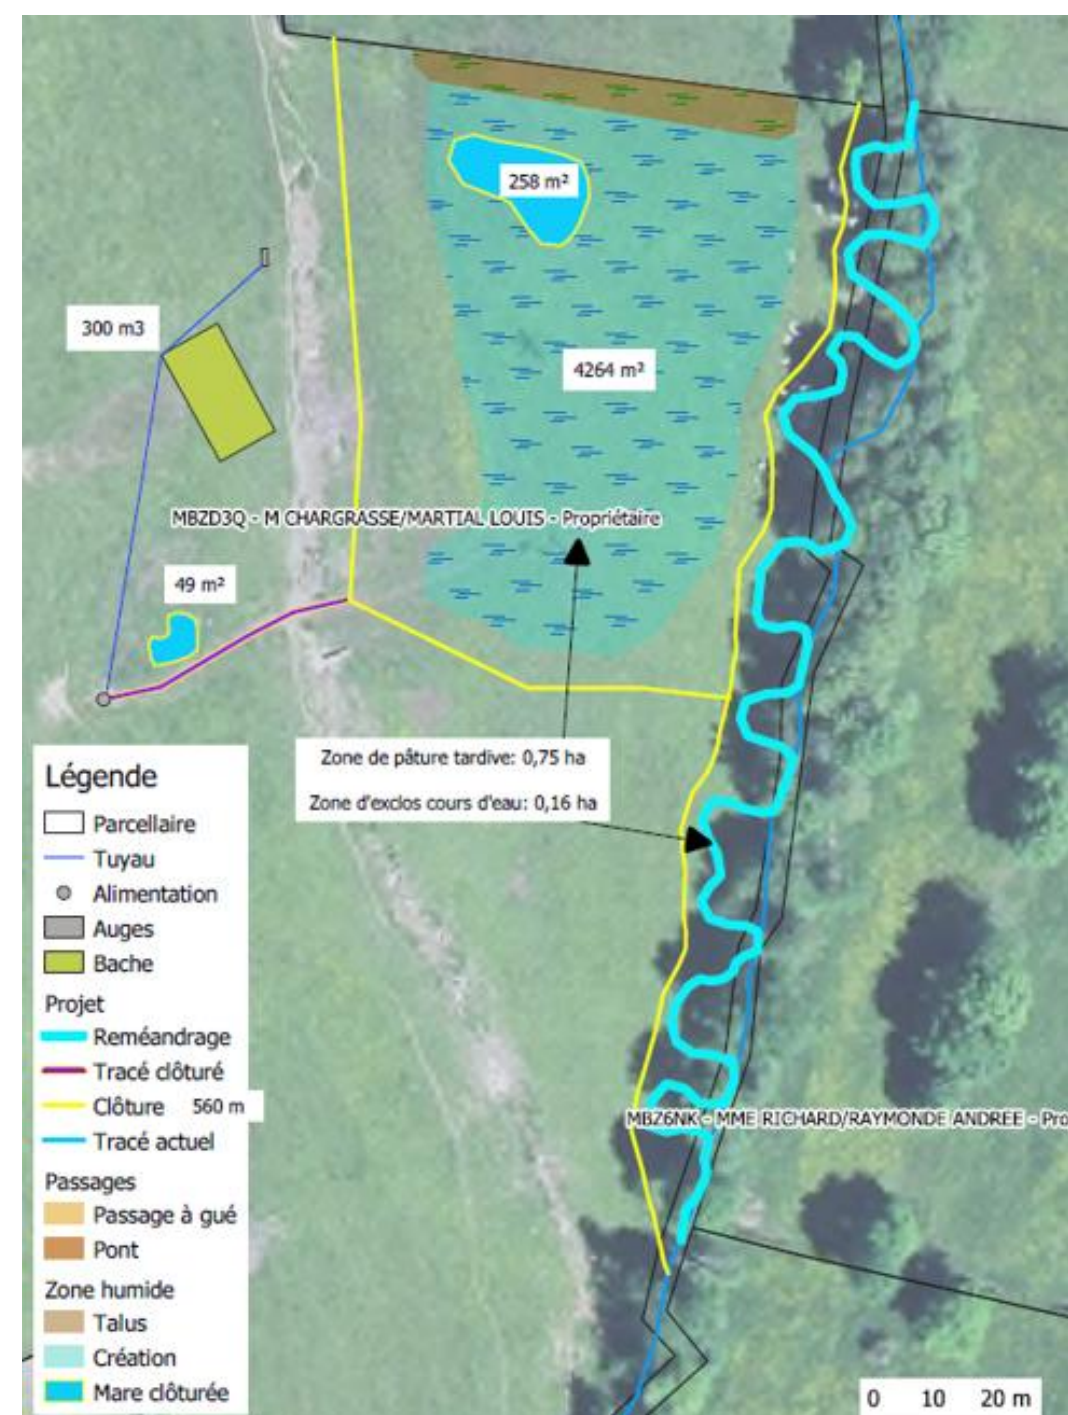 258 m²
300 m3
4264 m²
MBZD3Q - M CHARGRASSE/MARTIAL LOUIS - Propriétaire
49 m²
Zone de pâture tardive: 0,75 ha
Zone d'exclos cours d'eau: 0,16 ha
Légende
Parcellaire
Tuyau
Alimentation
Auges
Bache
Projet
Reméandrage
Tracé clôturé
Clôture 560 m
Tracé actuel
MBZ6NK - MME RICHARD/RAYMONDE ANDREE - Pro
Passages
Passage à gué
Pont
Zone humide
Talus
Création
Mare clôturée
0 10 20 m